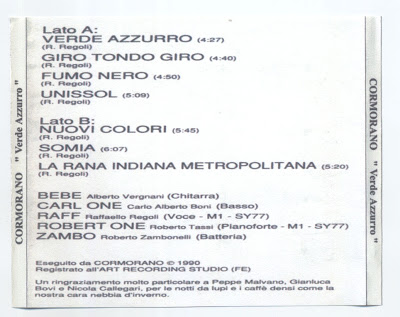 Lato A:
VERDE AZZURRO (4:27)
(R. Regoli)
GIRO TONDO GIRO (4:40)
(R. Regoli)
FUMO NERO (4:50)
(R. Regoli)
UNISSOL (5:09)
(R. Regoli)
Lato B:
NUOVI COLORI (5:45)
(R. Regoli)
SOMIA (6:07)
(R. Regoli)
LA RANA INDIANA METROPOLITANA (5:20)
(R. Regoli)
BEBE Alberto Vergnani (Chitarra)
CARL ONE Carlo Alberto Boni (Basso)
RAFF Raffaello Regoli (Voce - M1 - SY77)
ROBERT ONE Roberto Tassi (Pianoforte - M1 - SY77)
ZAMBO Roberto Zambonelli (Batteria)
Eseguito da CORMORANO © 1990
Registrato all'ART RECORDING STUDIO (FE)
Un ringraziamento molto particolare a Peppe Malvano, Gianluca
Bovi e Nicola Callegari, per le notti da lupi e i caffè densi come la
nostra cara nebbia d'inverno.
CORMORANO " Verde Azzurro "
CORMORANO " Verde Azzurro "